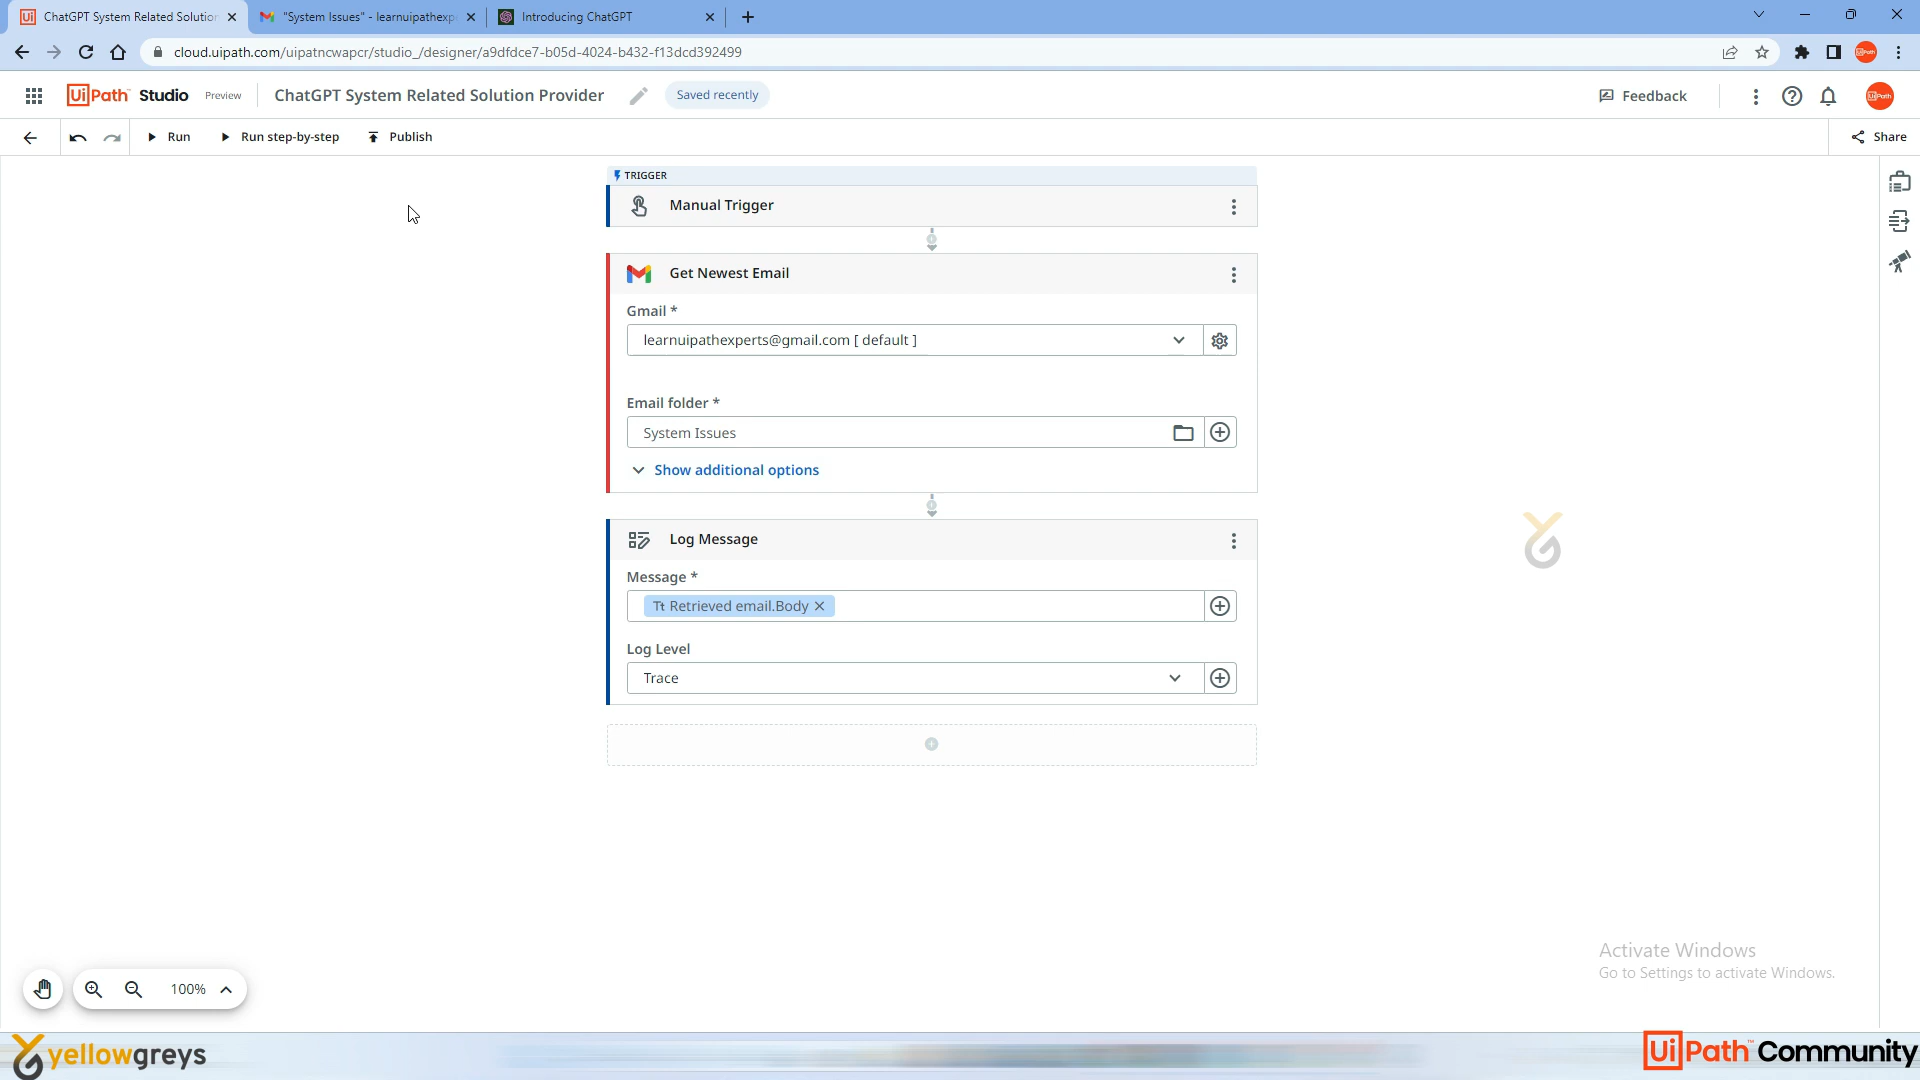 ChatGPT System Related Solution
"System Issues" - learnuipathexp
Introducing ChatGPT
cloud.uipath.com/uipatncwapcr/studio_/designer/a9dfdce7-b05d-4024-b432-f13dcd392499
UiPath
UiPath Studio Preview
ChatGPT System Related Solution Provider
Saved recently
Feedback
UiPath
Run
Run step-by-step
Publish
Share
TRIGGER
Manual Trigger
Get Newest Email
Gmail *
learnuipathexperts@gmail.com [ default ]
Email folder *
System Issues
Show additional options
Log Message
Message *
Tt Retrieved email.Body
Log Level
Trace
Activate Windows
Go to Settings to activate Windows.
100%
yellowgreys
UiPath™ Community